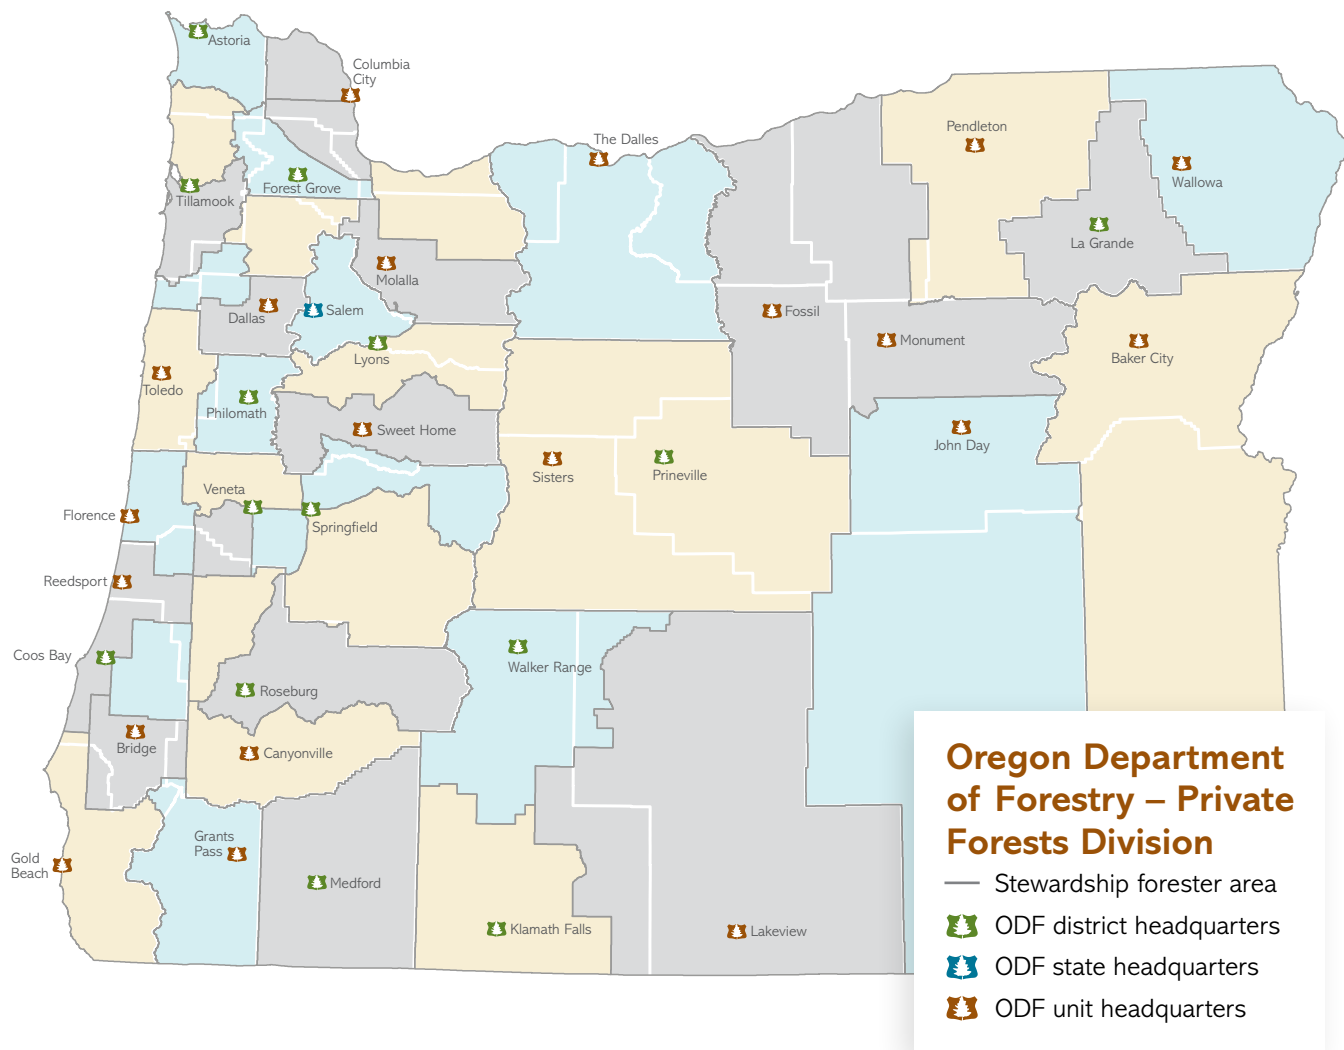 Astoria
Columbia
City
The Dalles
Pendleton
Wallowa
Forest Grove
Tillamook
La Grande
Molalla
Dallas
Salem
Fossil
Monument
Baker City
Lyons
Toledo
Philomath
Sweet Home
John Day
Sisters
Prineville
Veneta
Florence
Springfield
Reedsport
Coos Bay
Walker Range
Roseburg
Bridge
Canyonville
Grants
Pass
Gold
Beach
Medford
Klamath Falls
Lakeview
Oregon Department
of Forestry – Private
Forests Division
Stewardship forester area
ODF district headquarters
ODF state headquarters
ODF unit headquarters